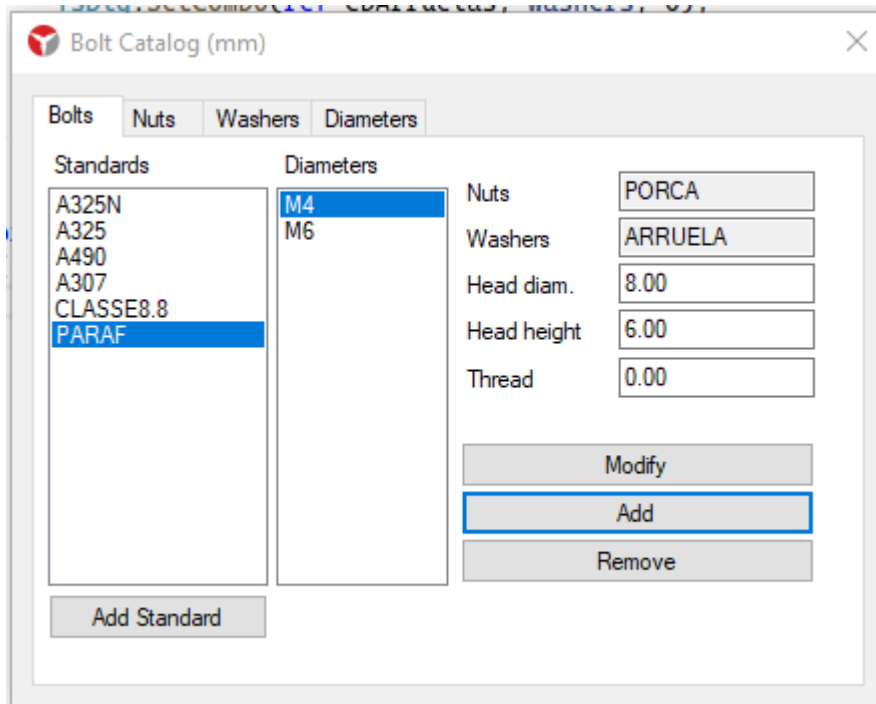 Bolt Catalog (mm)
Bolts Nuts Washers Diameters
Standards Diameters
A325N
A325
A490
A307
CLASSE8.8
PARAF
M4
M6
Nuts PORCA
Washers ARRUELA
Head diam. 8.00
Head height 6.00
Thread 0.00
Modify
Add
Remove
Add Standard